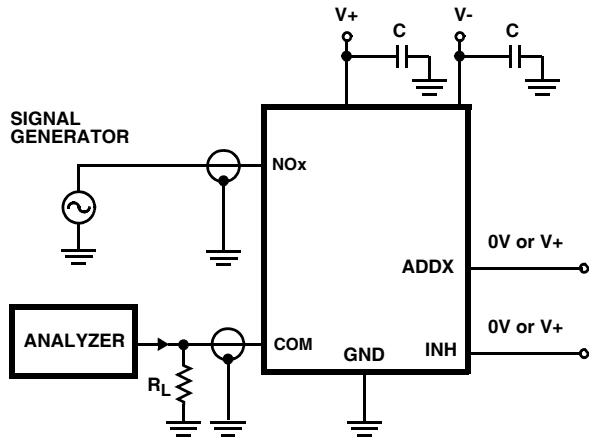 V+
V-
C
C
SIGNAL
GENERATOR
NOx
0V or V+
ADDX
0V or V+
ANALYZER
COM
GND
INH
RL